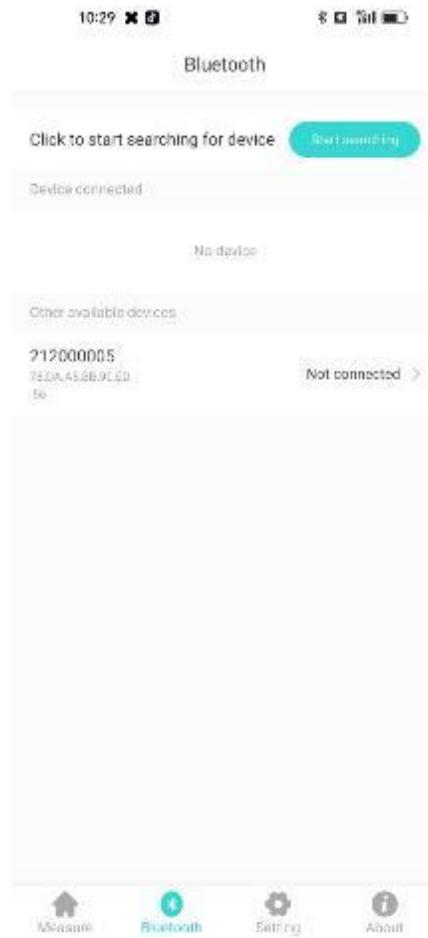 10:29
Bluetooth
Click to start searching for device
Start searching
Device connected
No device
Other available devices
212000005
Not connected
Measure
Bluetooth
Setting
About